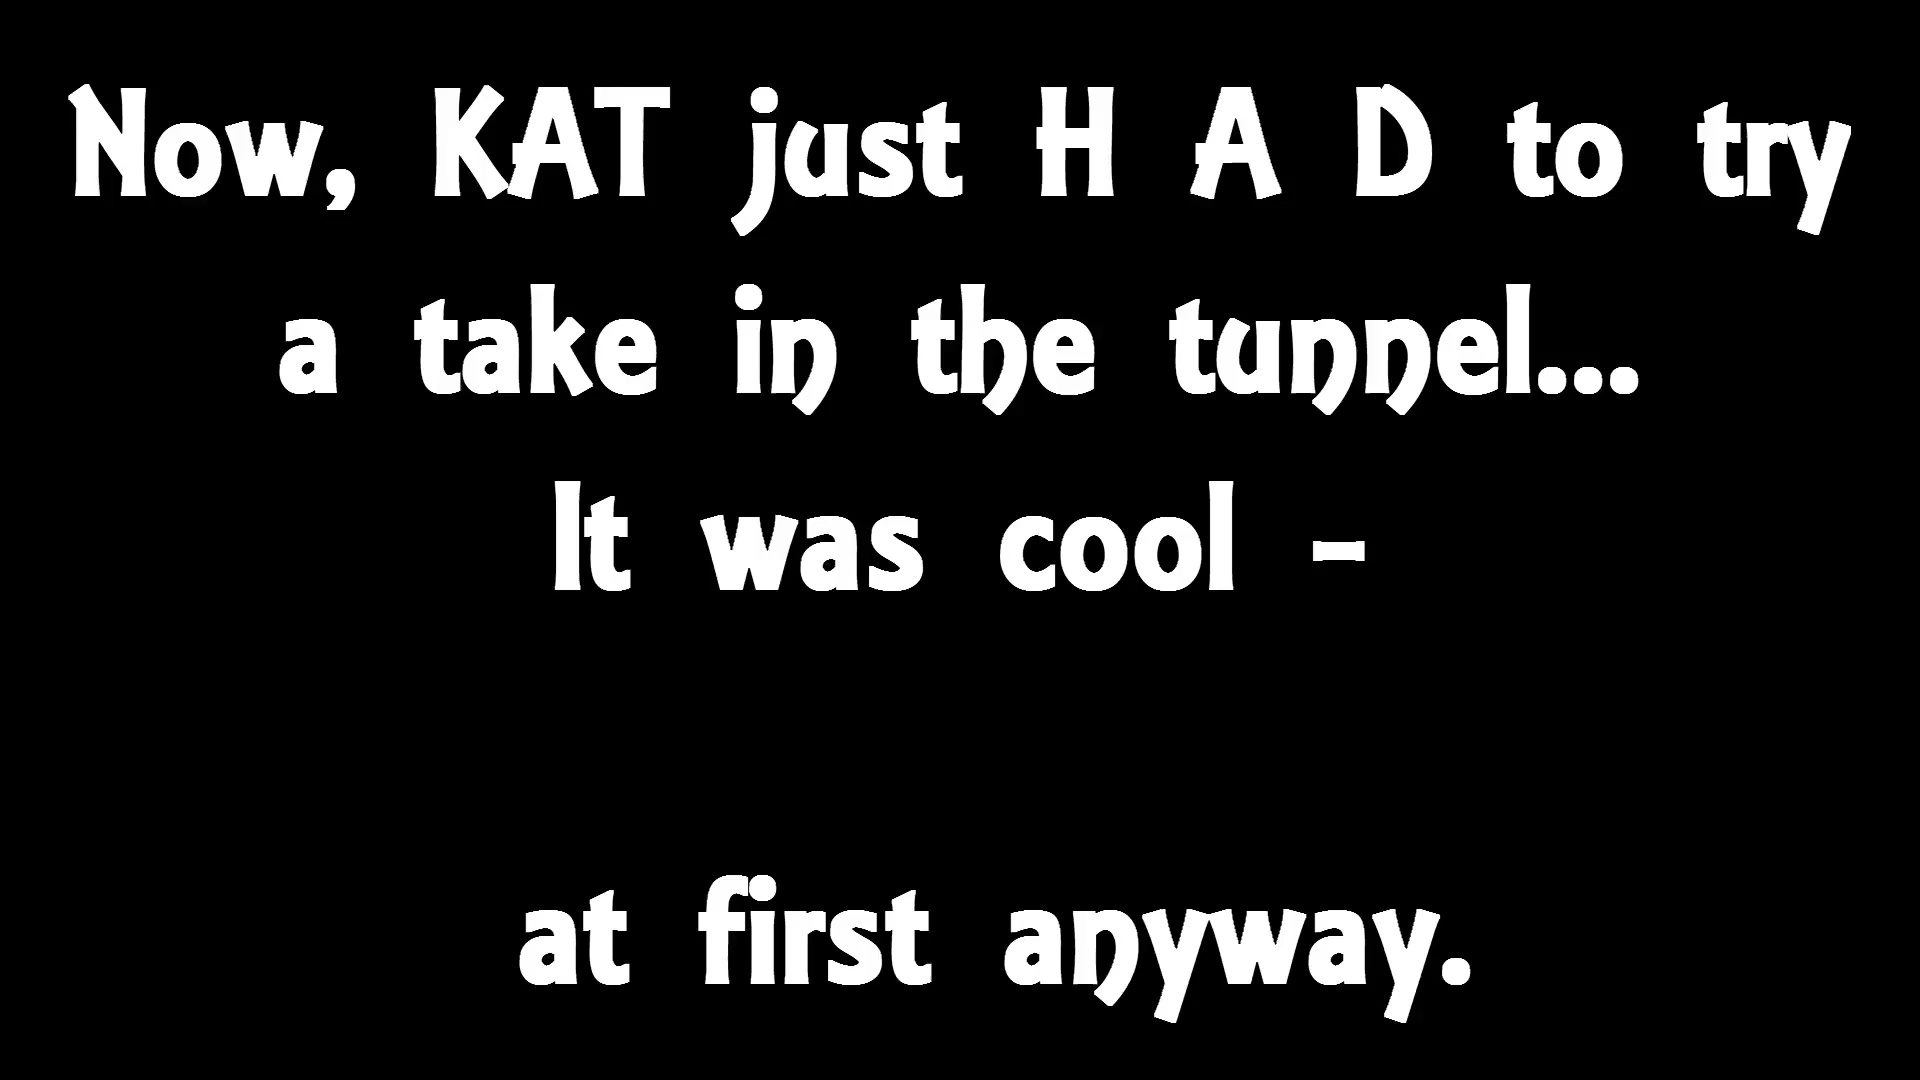 Now, KAT just H A D to try
a take in the tunnel...
It was cool -
at first anyway.